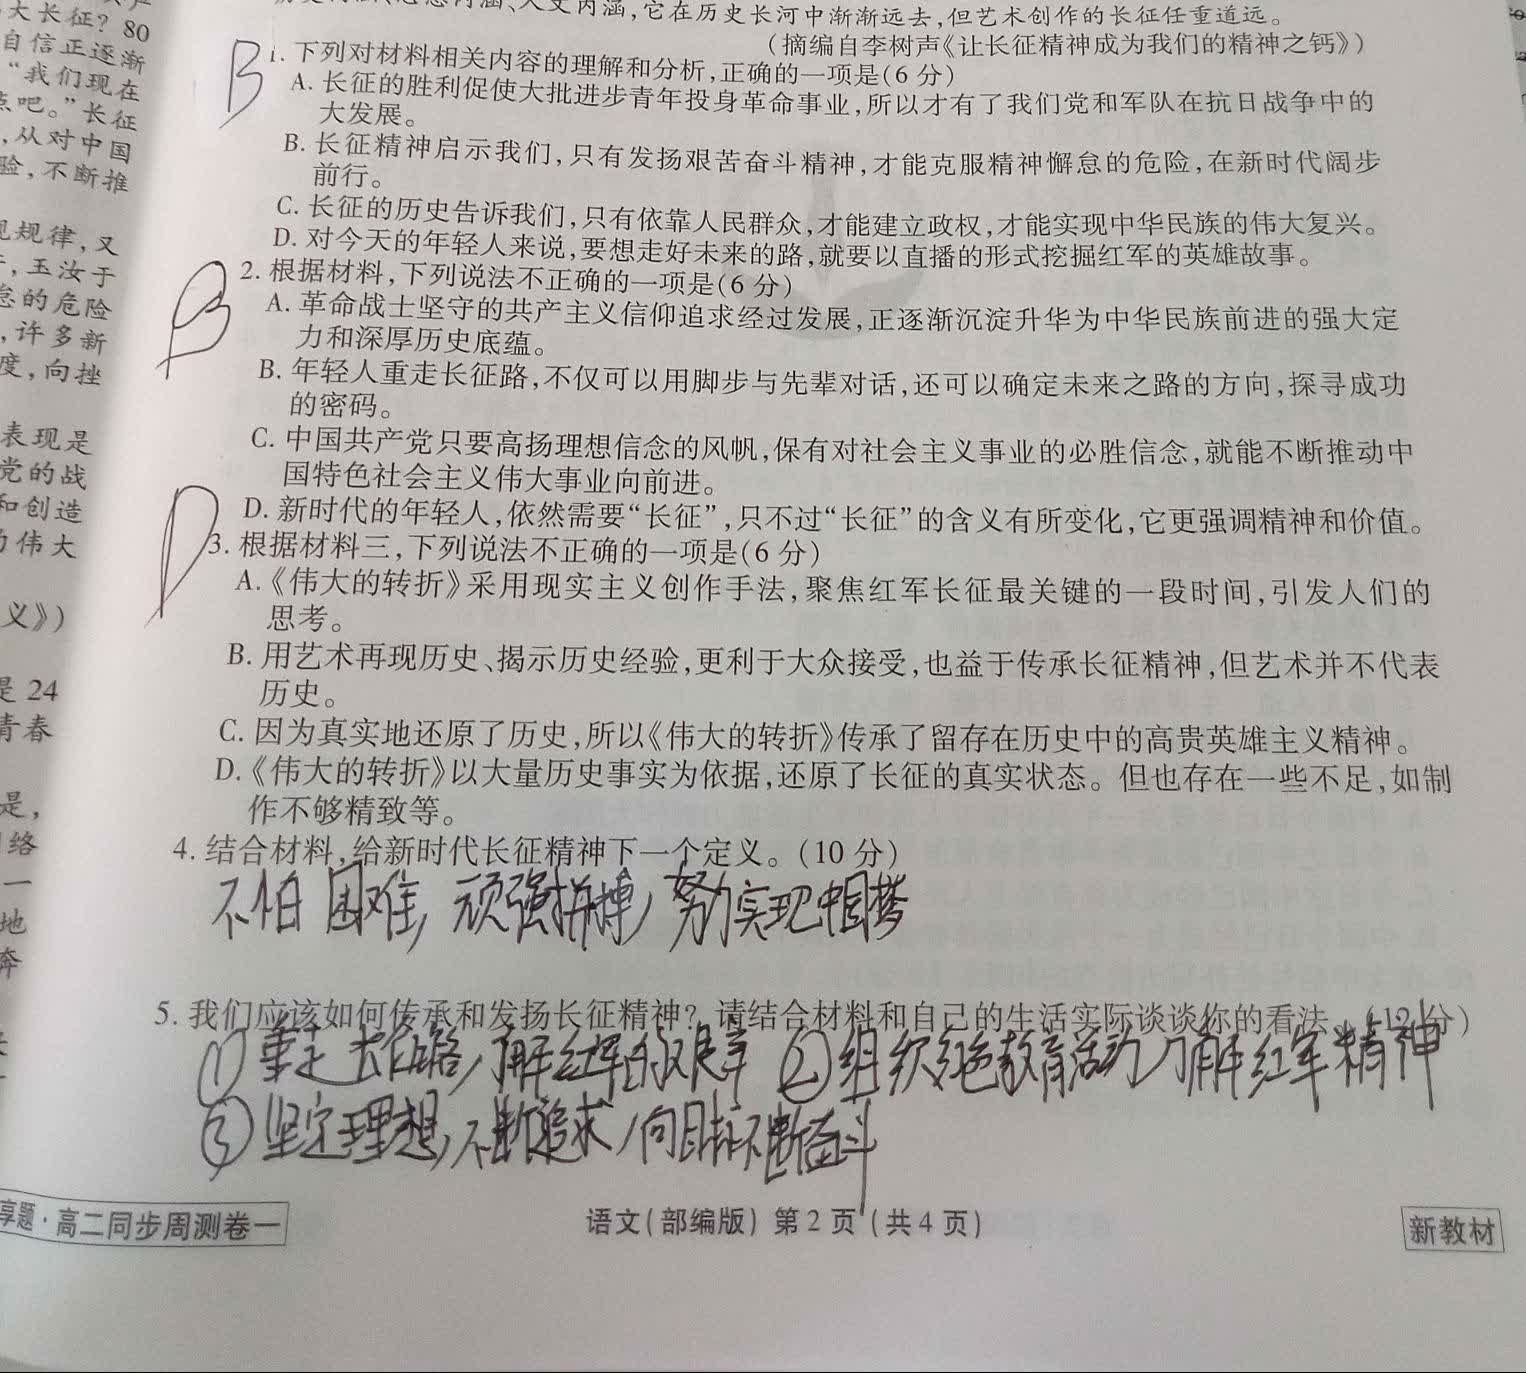 大长征？80
自信正逐渐
“我们现在
点吧。”长征
，从对中国
验，不断推
现规律，又
，玉汝于
怠的危险
，许多新
度，向挫
表现是
党的战
和创造
伟大
义》）
是 24
青春
是，
络
一
地
奔
它在历史长河中渐渐远去，但艺术创作的长征任重道远。
（摘编自李树声《让长征精神成为我们的精神之钙》）
B
1. 下列对材料相关内容的理解和分析，正确的一项是（6 分）
A. 长征的胜利促使大批进步青年投身革命事业，所以才有了我们党和军队在抗日战争中的
大发展。
B. 长征精神启示我们，只有发扬艰苦奋斗精神，才能克服精神懈怠的危险，在新时代阔步
前行。
C. 长征的历史告诉我们，只有依靠人民群众，才能建立政权，才能实现中华民族的伟大复兴。
D. 对今天的年轻人来说，要想走好未来的路，就要以直播的形式挖掘红军的英雄故事。
B
2. 根据材料，下列说法不正确的一项是（6 分）
A. 革命战士坚守的共产主义信仰追求经过发展，正逐渐沉淀升华为中华民族前进的强大定
力和深厚历史底蕴。
B. 年轻人重走长征路，不仅可以用脚步与先辈对话，还可以确定未来之路的方向，探寻成功
的密码。
C. 中国共产党只要高扬理想信念的风帆，保有对社会主义事业的必胜信念，就能不断推动中
国特色社会主义伟大事业向前进。
D. 新时代的年轻人，依然需要“长征”，只不过“长征”的含义有所变化，它更强调精神和价值。
D
3. 根据材料三，下列说法不正确的一项是（6 分）
A.《伟大的转折》采用现实主义创作手法，聚焦红军长征最关键的一段时间，引发人们的
思考。
B. 用艺术再现历史、揭示历史经验，更利于大众接受，也益于传承长征精神，但艺术并不代表
历史。
C. 因为真实地还原了历史，所以《伟大的转折》传承了留存在历史中的高贵英雄主义精神。
D.《伟大的转折》以大量历史事实为依据，还原了长征的真实状态。但也存在一些不足，如制
作不够精致等。
4. 结合材料，给新时代长征精神下一个定义。（10 分）
不怕困难，顽强拼搏，努力实现中国梦
5. 我们应该如何传承和发扬长征精神？请结合材料和自己的生活实际谈谈你的看法。（12 分）
①重走长征路，了解红军的艰辛 ②组织红色教育活动，了解红军精神
③坚定理想，不断追求，向目标不断奋斗
享题·高二同步周测卷一
语文（部编版） 第 2 页（共 4 页）
新教材